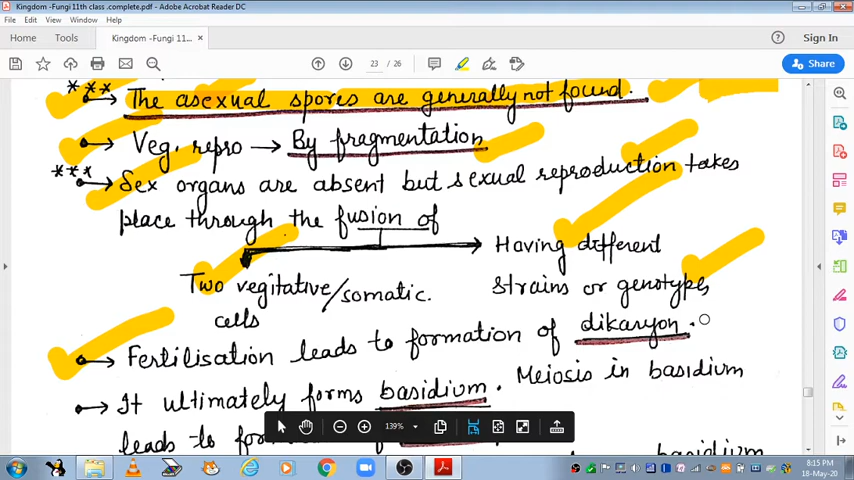 Kingdom -Fungi 11th class .complete.pdf - Adobe Acrobat Reader DC
File Edit View Window Help
Home Tools Kingdom -Fungi 11... × Sign In
23 / 26 Share
*** The asexual spores are generally not found.
Veg. repro → By fragmentation
*** Sex organs are absent but sexual reproduction takes
place through the fusion of
Having different
Two vegitative/somatic. strains or genotypes
cells
Fertilisation leads to formation of dikaryon.
It ultimately forms basidium. Meiosis in basidium
139%
leads to basidium
8:15 PM
18-May-20